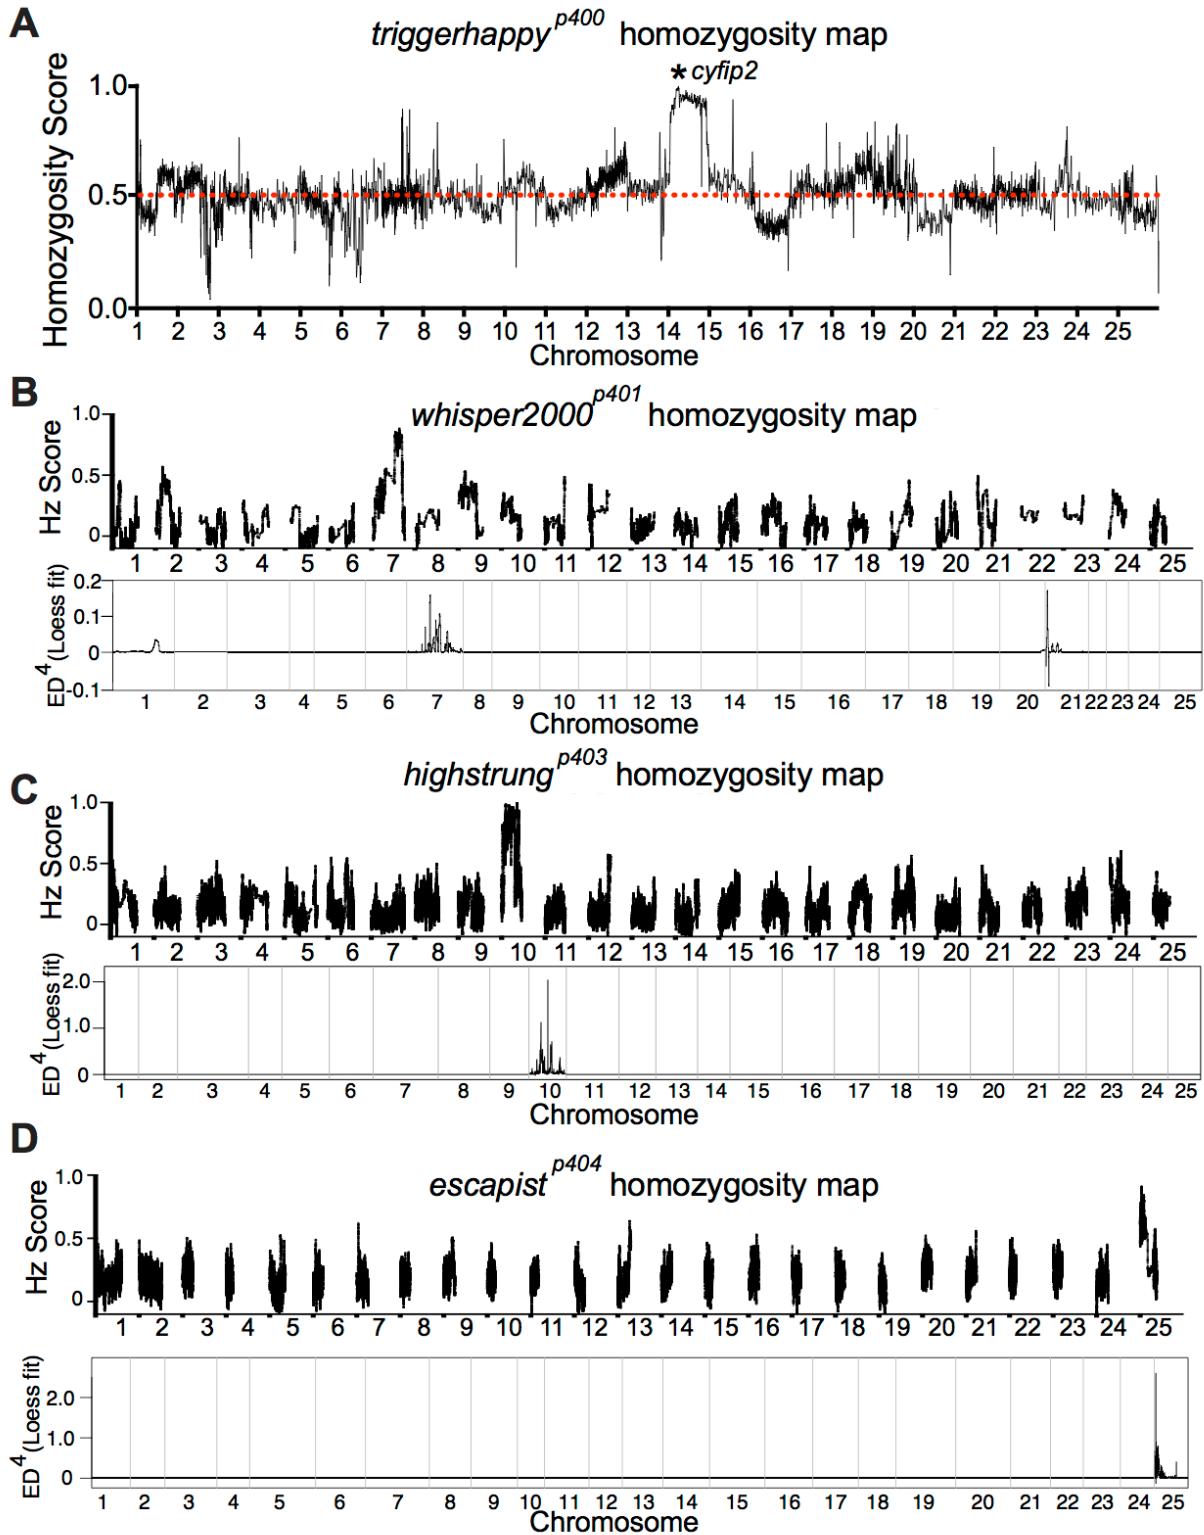 A
triggerhappy p400 homozygosity map
* cyfip2
Homozygosity Score
1.0
0.5
0.0
1 2 3 4 5 6 7 8 9 10 11 12 13 14 15 16 17 18 19 20 21 22 23 24 25
Chromosome
B
whisper2000 p401 homozygosity map
Hz Score
1.0
0.5
0
1 2 3 4 5 6 7 8 9 10 11 12 13 14 15 16 17 18 19 20 21 22 23 24 25
ED4 (Loess fit)
0.2
0.1
0
-0.1
1 2 3 4 5 6 7 8 9 10 11 12 13 14 15 16 17 18 19 20 21 22 23 24 25
Chromosome
C
highstrung p403 homozygosity map
Hz Score
1.0
0.5
0
1 2 3 4 5 6 7 8 9 10 11 12 13 14 15 16 17 18 19 20 21 22 23 24 25
ED4 (Loess fit)
2.0
1.0
0
1 2 3 4 5 6 7 8 9 10 11 12 13 14 15 16 17 18 19 20 21 22 23 24 25
Chromosome
D
escapist p404 homozygosity map
Hz Score
1.0
0.5
0
1 2 3 4 5 6 7 8 9 10 11 12 13 14 15 16 17 18 19 20 21 22 23 24 25
ED4 (Loess fit)
2.0
1.0
0
1 2 3 4 5 6 7 8 9 10 11 12 13 14 15 16 17 18 19 20 21 22 23 24 25
Chromosome